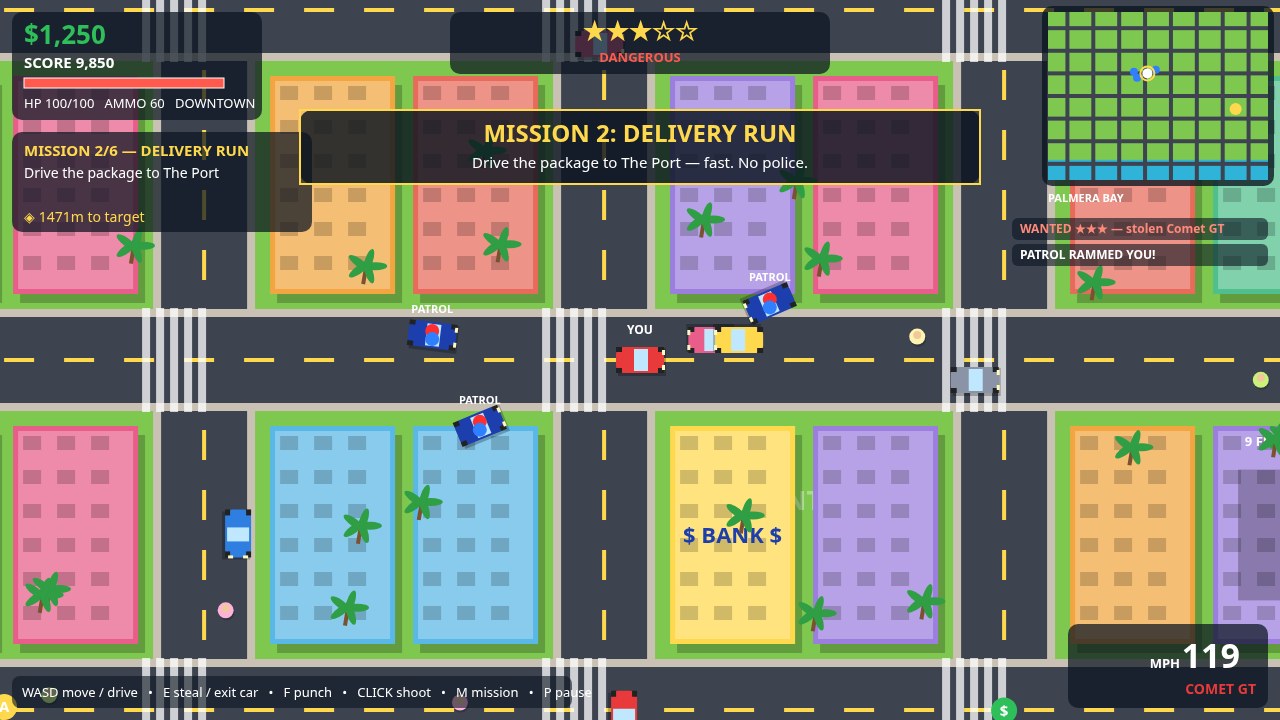 $1,250
SCORE 9,850
HP 100/100 AMMO 60 DOWNTOWN
★★★☆☆
DANGEROUS
MISSION 2: DELIVERY RUN
Drive the package to The Port — fast. No police.
MISSION 2/6 — DELIVERY RUN
Drive the package to The Port
◈ 1471m to target
PALMERA BAY
WANTED ★★★ — stolen Comet GT
PATROL RAMMED YOU!
PATROL
PATROL
YOU
PATROL
$ BANK $
MPH 119
COMET GT
WASD move / drive • E steal / exit car • F punch • CLICK shoot • M mission • P pause
A
$